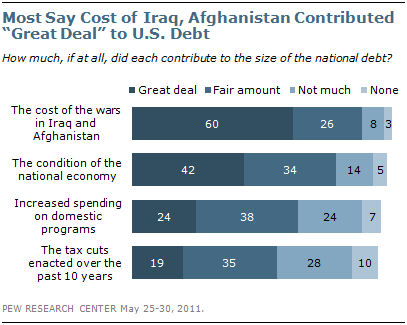 Most Say Cost of Iraq, Afghanistan Contributed
“Great Deal” to U.S. Debt
How much, if at all, did each contribute to the size of the national debt?
Great deal Fair amount Not much None
The cost of the wars
in Iraq and
Afghanistan
60 26 8 3
The condition of the
national economy
42 34 14 5
Increased spending
on domestic
programs
24 38 24 7
The tax cuts
enacted over the
past 10 years
19 35 28 10
PEW RESEARCH CENTER May 25-30, 2011.